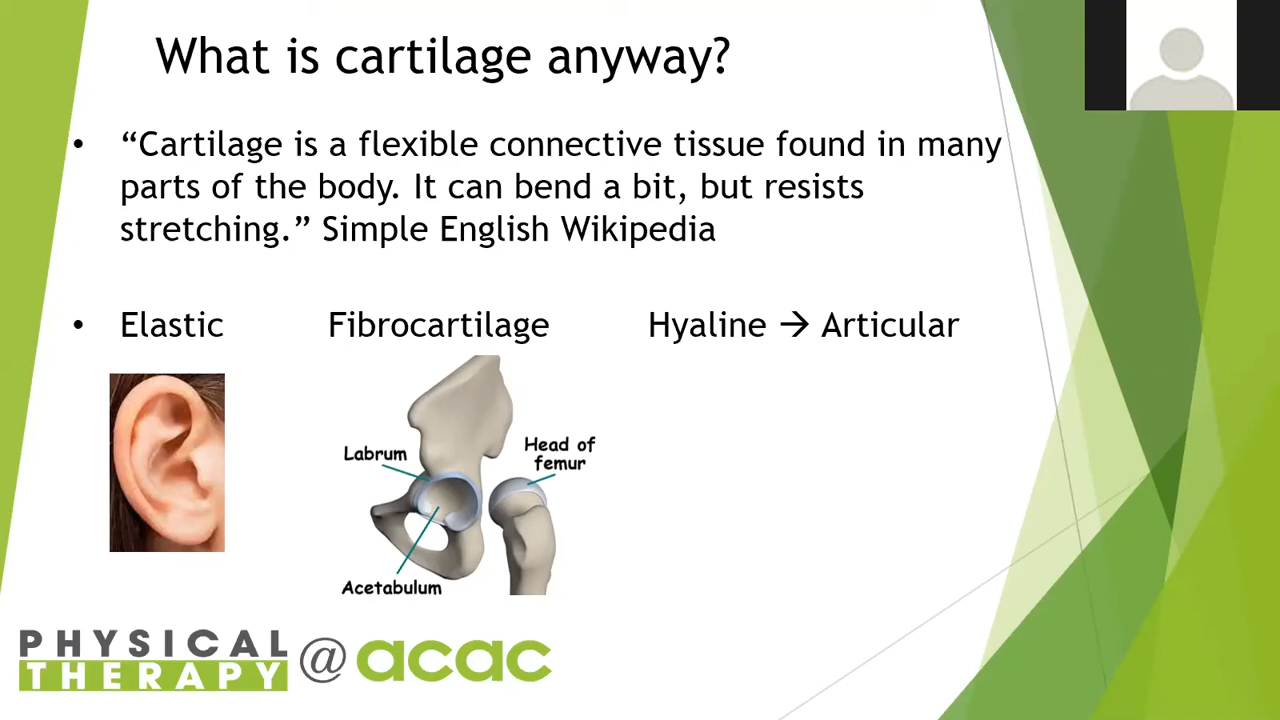 What is cartilage anyway?
• “Cartilage is a flexible connective tissue found in many
parts of the body. It can bend a bit, but resists
stretching.” Simple English Wikipedia
• Elastic Fibrocartilage Hyaline → Articular
Labrum
Head of
femur
Acetabulum
PHYSICAL
THERAPY
@acac